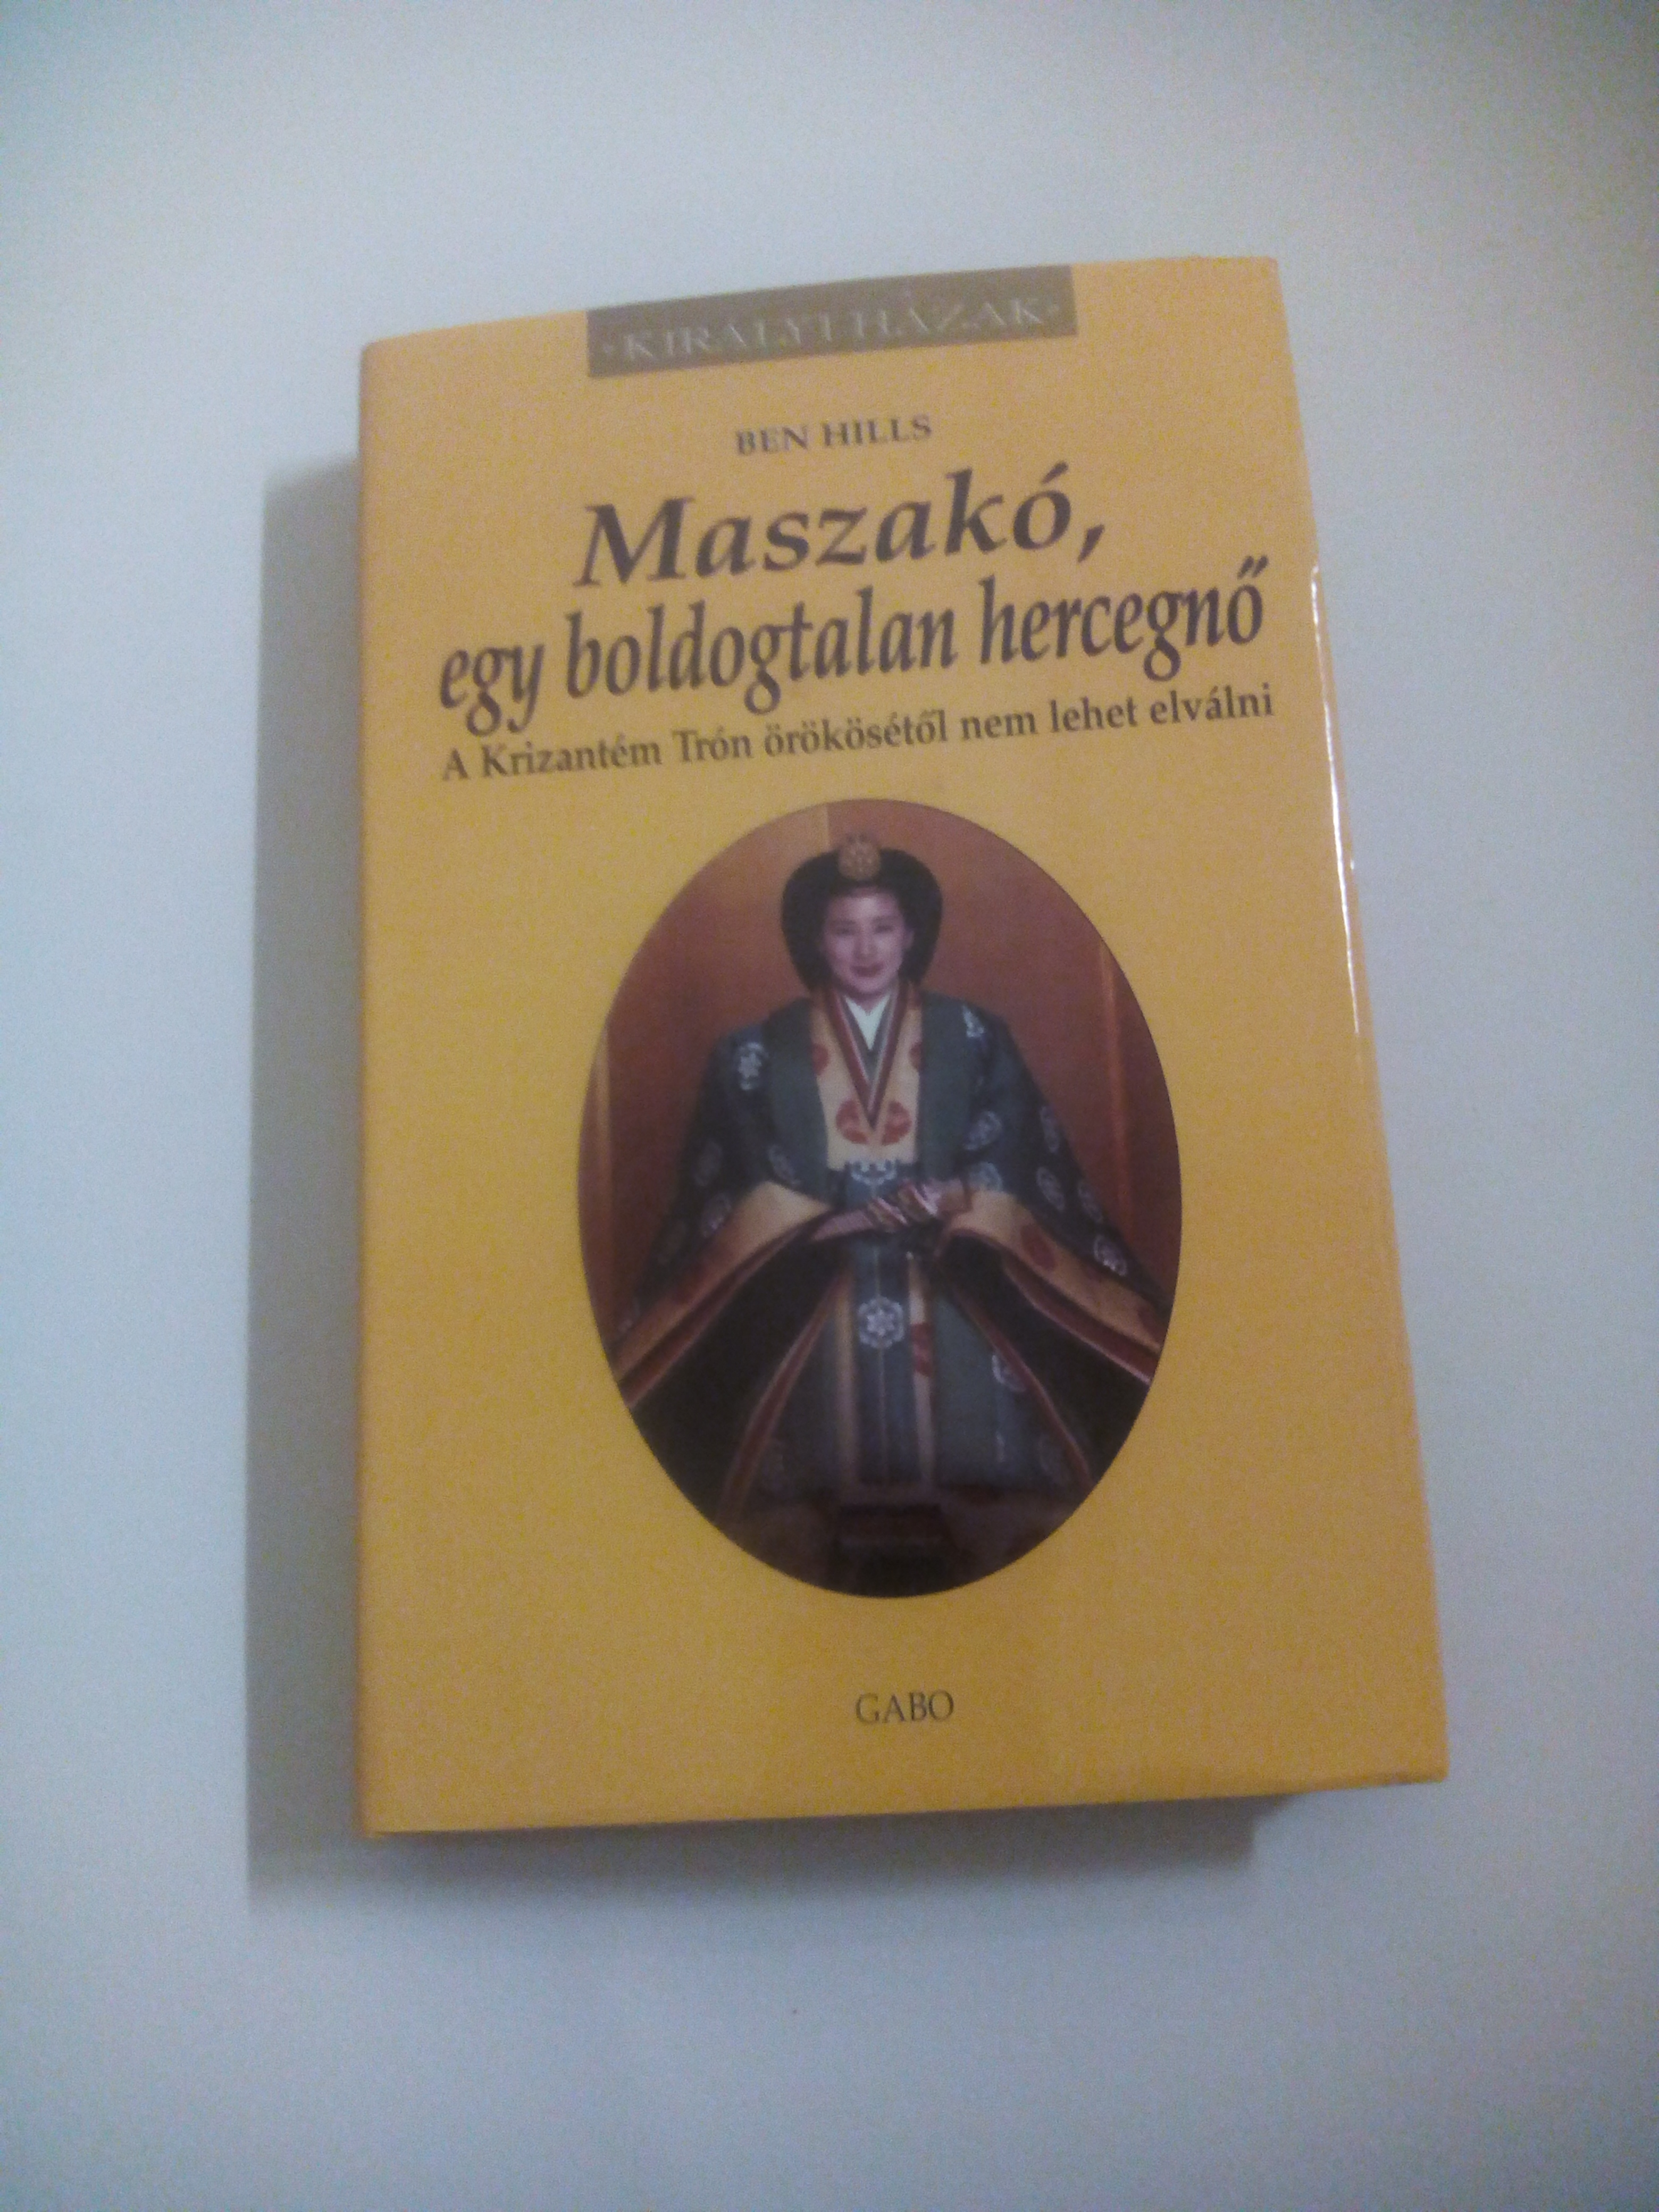 •KIRÁLYI HÁZAK•
BEN HILLS
Maszakó,
egy boldogtalan hercegnő
A Krizantém Trón örökösétől nem lehet elválni
GABO